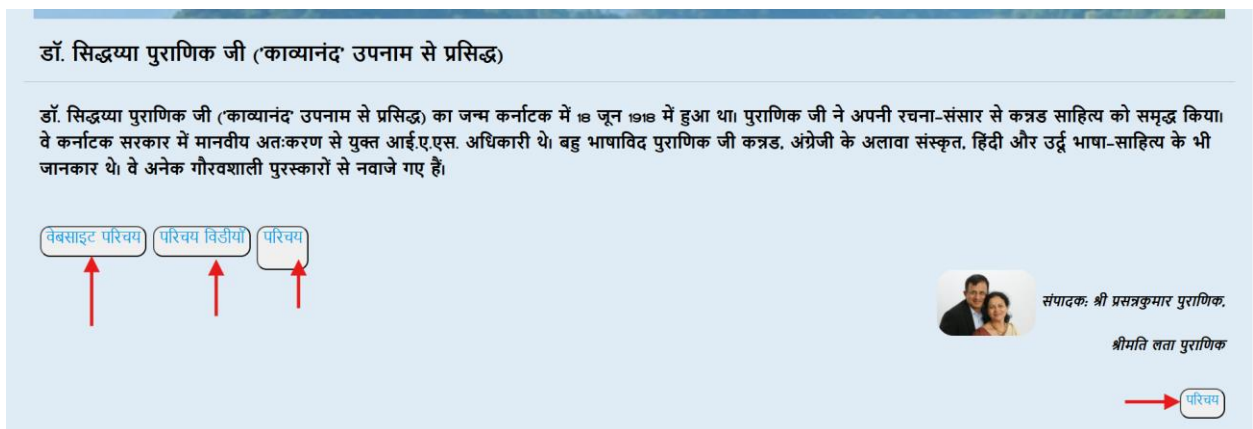 डॉ. सिद्धय्या पुराणिक जी ('काव्यानंद' उपनाम से प्रसिद्ध)
डॉ. सिद्धय्या पुराणिक जी ('काव्यानंद' उपनाम से प्रसिद्ध) का जन्म कर्नाटक में 18 जून 1918 में हुआ था। पुराणिक जी ने अपनी रचना-संसार से कन्नड साहित्य को समृद्ध किया।
वे कर्नाटक सरकार में मानवीय अतःकरण से युक्त आई.ए.एस. अधिकारी थे। बहु भाषाविद पुराणिक जी कन्नड, अंग्रेजी के अलावा संस्कृत, हिंदी और उर्दू भाषा-साहित्य के भी
जानकार थे। वे अनेक गौरवशाली पुरस्कारों से नवाजे गए हैं।
वेबसाइट परिचय परिचय विडीयाँ परिचय
संपादक: श्री प्रसन्नकुमार पुराणिक,
श्रीमति लता पुराणिक
परिचय